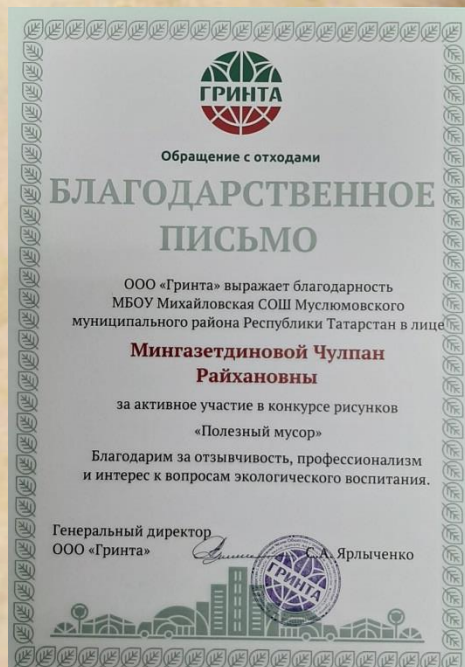 ГРИНТА
Обращение с отходами
БЛАГОДАРСТВЕННОЕ
ПИСЬМО
ООО «Гринта» выражает благодарность
МБОУ Михайловская СОШ Муслюмовского
муниципального района Республики Татарстан в лице
Мингазетдиновой Чулпан
Райхановны
за активное участие в конкурсе рисунков
«Полезный мусор»
Благодарим за отзывчивость, профессионализм
и интерес к вопросам экологического воспитания.
Генеральный директор
ООО «Гринта» С.А. Ярлыченко
ГРИНТА